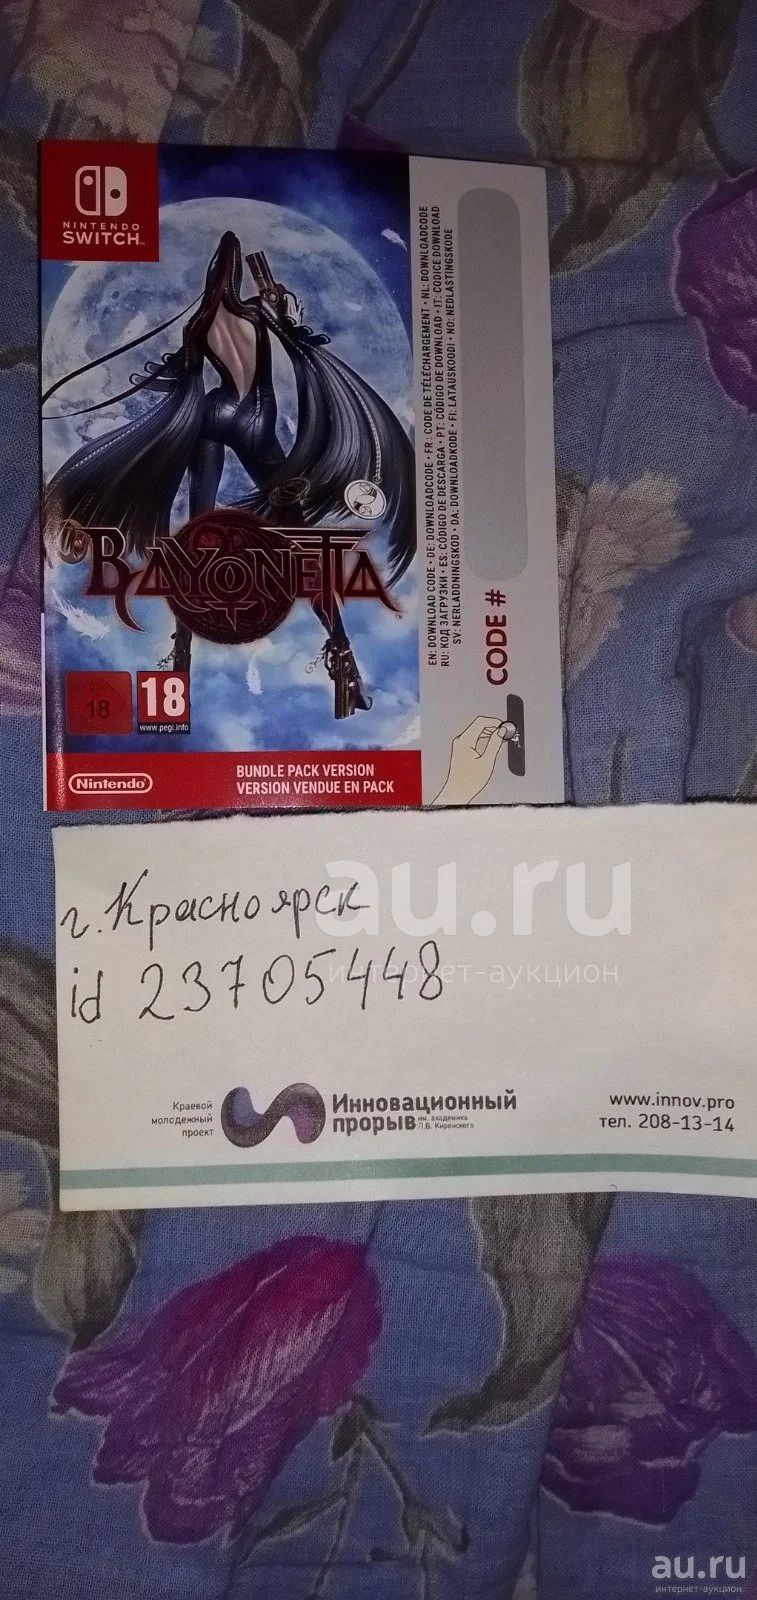 NINTENDO
SWITCH™
BAYONETTA™
18
18
www.pegi.info
Nintendo
BUNDLE PACK VERSION
VERSION VENDUE EN PACK
EN: DOWNLOAD CODE • DE: DOWNLOADCODE • FR: CODE DE TÉLÉCHARGEMENT • NL: DOWNLOADCODE
RU: КОД ЗАГРУЗКИ • ES: CÓDIGO DE DESCARGA • PT: CÓDIGO DE DOWNLOAD • IT: CODICE DOWNLOAD
SV: NERLADDNINGSKOD • DA: DOWNLOADKODE • FI: LATAUSKOODI • NO: NEDLASTINGSKODE
CODE #
г. Красноярск
id 23705448
au.ru
интернет-аукцион
Краевой
молодежный
проект
Инновационный
прорыв им. академика
Л.В. Киренского
www.innov.pro
тел. 208-13-14
au.ru
интернет-аукцион